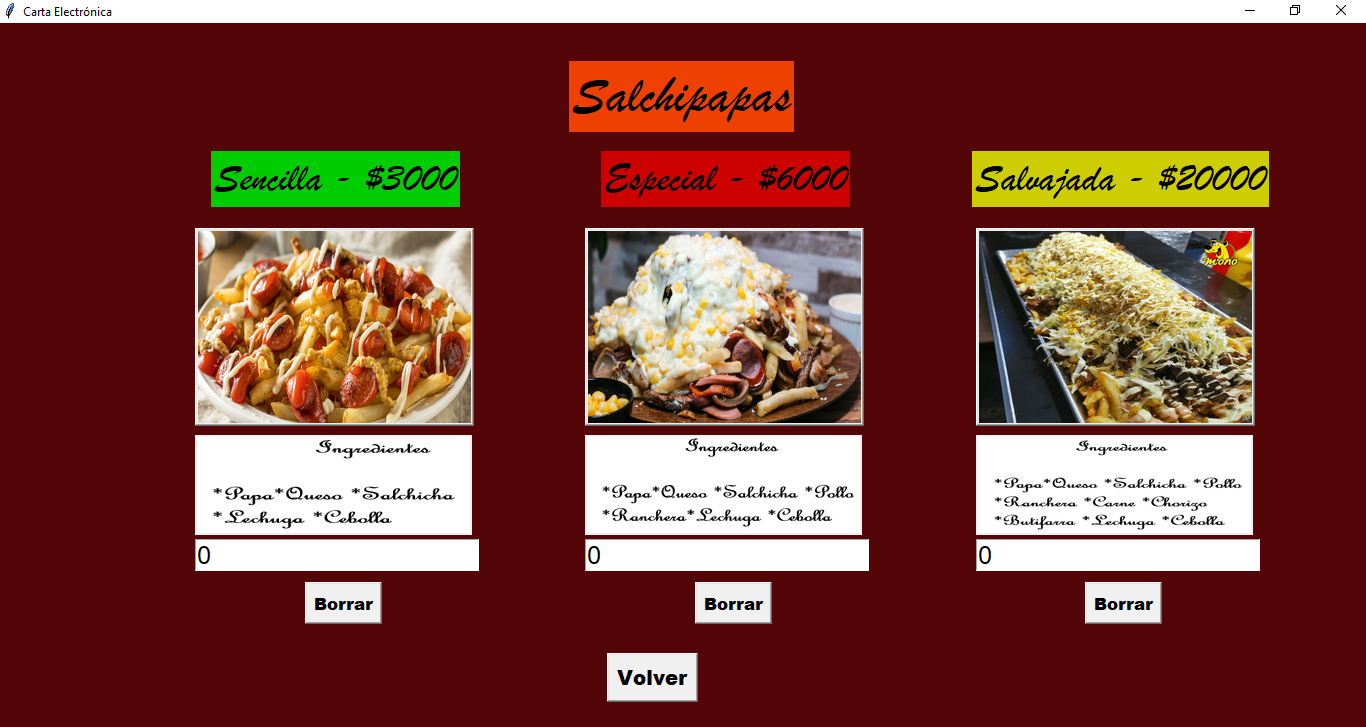 Carta Electrónica
Salchipapas
Sencilla - $3000
Especial - $6000
Salvajada - $20000
mono
Ingredientes
*Papa*Queso *Salchicha
*Lechuga *Cebolla
Ingredientes
*Papa*Queso *Salchicha *Pollo
*Ranchera*Lechuga *Cebolla
Ingredientes
*Papa*Queso *Salchicha *Pollo
*Ranchera *Carne *Chorizo
*Butifarra *Lechuga *Cebolla
0
0
0
Borrar
Borrar
Borrar
Volver